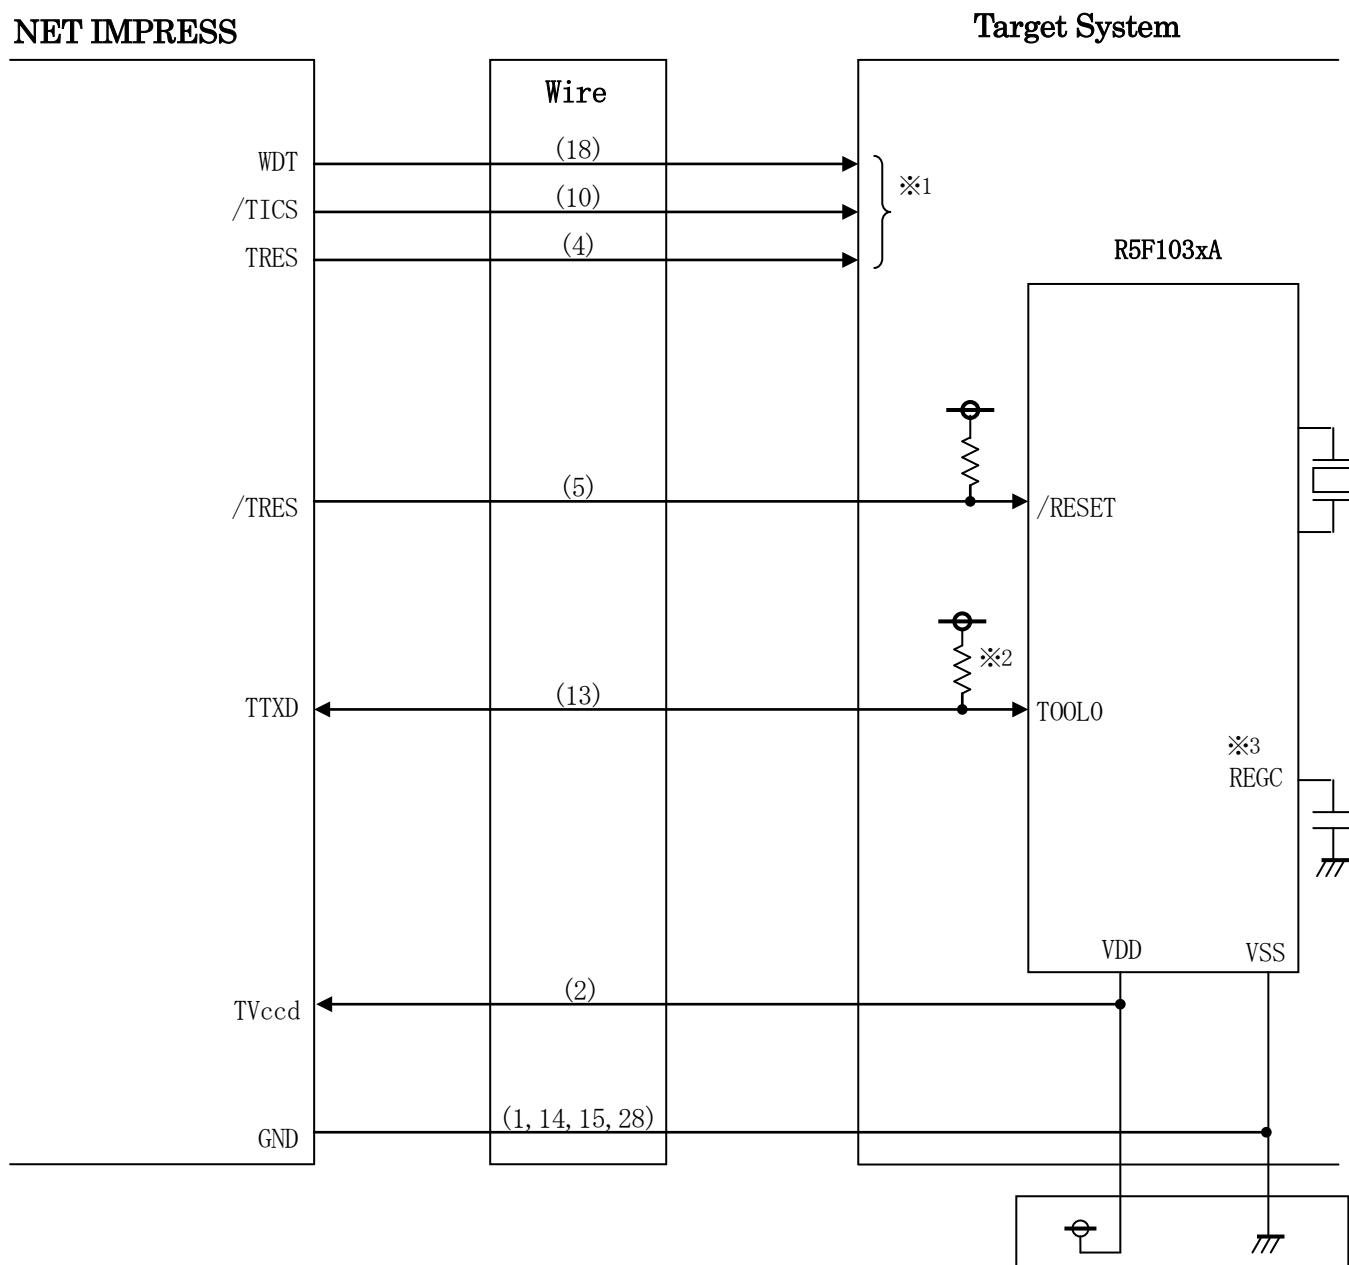 NET IMPRESS
Target System
Wire
WDT
(18)
※1
/TICS
(10)
TRES
(4)
R5F103xA
/TRES
(5)
/RESET
※2
TTXD
(13)
TOOL0
※3
REGC
VDD
VSS
TVccd
(2)
GND
(1,14,15,28)